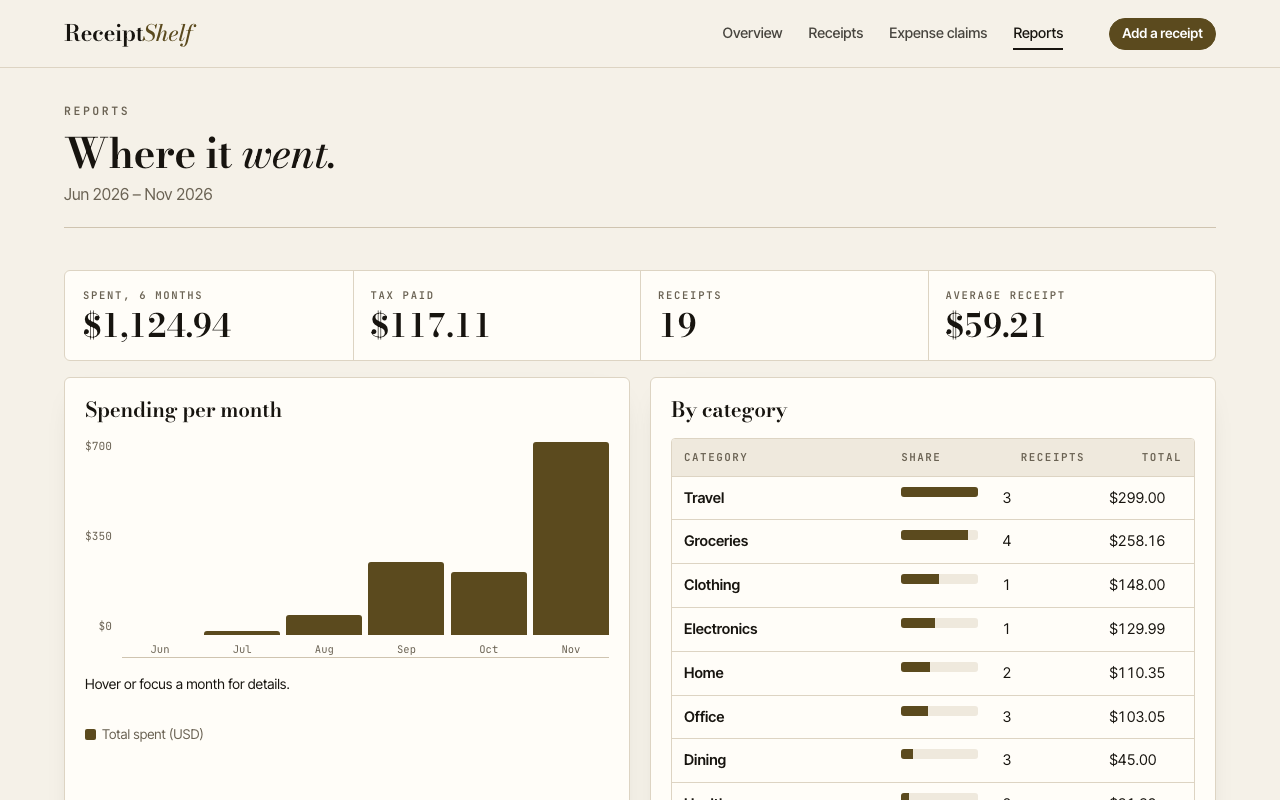 ReceiptShelf
Overview Receipts Expense claims Reports Add a receipt
REPORTS
Where it went.
Jun 2026 – Nov 2026
SPENT, 6 MONTHS TAX PAID RECEIPTS AVERAGE RECEIPT
$1,124.94 $117.11 19 $59.21
Spending per month
$700
$350
$0
Jun Jul Aug Sep Oct Nov
Hover or focus a month for details.
Total spent (USD)
By category
CATEGORY SHARE RECEIPTS TOTAL
Travel 3 $299.00
Groceries 4 $258.16
Clothing 1 $148.00
Electronics 1 $129.99
Home 2 $110.35
Office 3 $103.05
Dining 3 $45.00